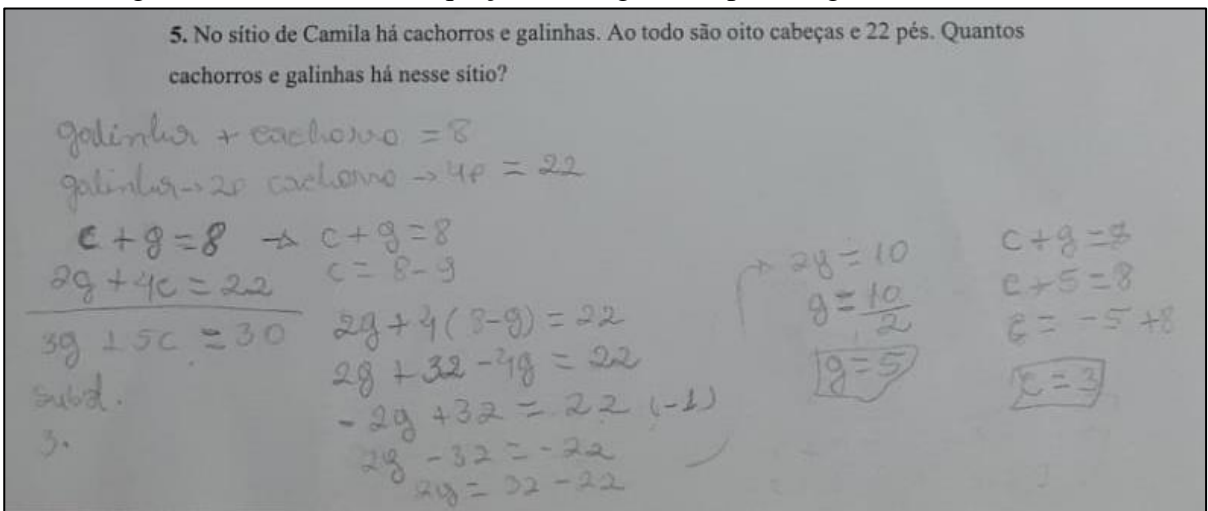 5. No sítio de Camila há cachorros e galinhas. Ao todo são oito cabeças e 22 pés. Quantos
cachorros e galinhas há nesse sítio?
galinha + cachorro = 8
galinha → 2p cachorro → 4p = 22
c + g = 8 → c + g = 8
2g + 4c = 22
3g + 5c = 30
subst.
3.
c = 8 - g
2g + 4(8-g) = 22
2g + 32 - 4g = 22
- 2g + 32 = 22 (-1)
2g - 32 = -22
2g = 32 - 22
→ 2g = 10
g = 10/2
g = 5
c + g = 8
c + 5 = 8
c = -5 + 8
c = 3